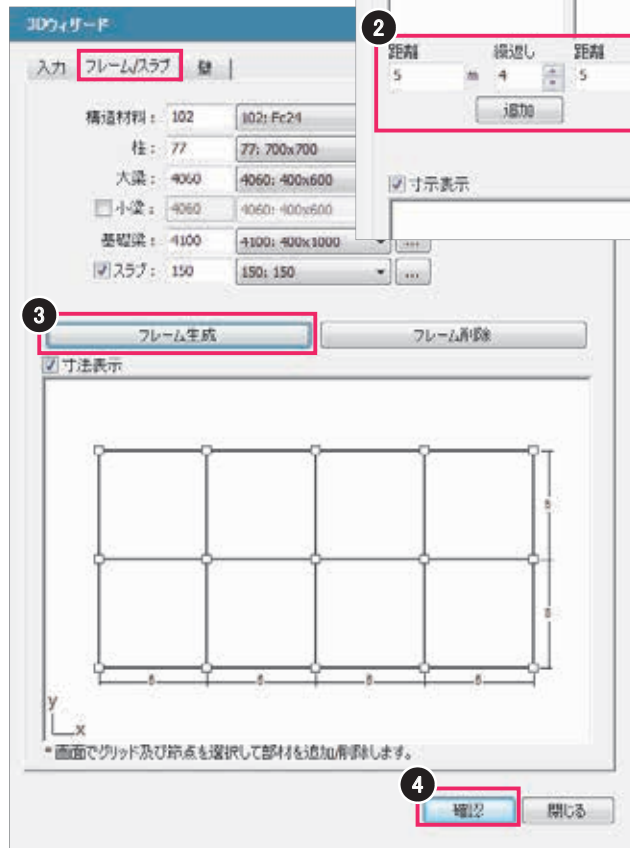 3Dウィザード
2
距離 繰返し 距離
5 m 4 5
追加
寸示表示
入力 フレーム/スラブ 壁
構造材料: 102 102: Fc24
柱: 77 77: 700x700
大梁: 4060 4060: 400x600
小梁: 4060 4060: 400x600
基礎梁: 4100 4100: 400x1000 ...
スラブ: 150 150: 150 ...
3
フレーム生成 フレーム削除
寸法表示
y
x
*画面でグリッド及び節点を選択して部材を追加/削除します。
4
確認 閉じる